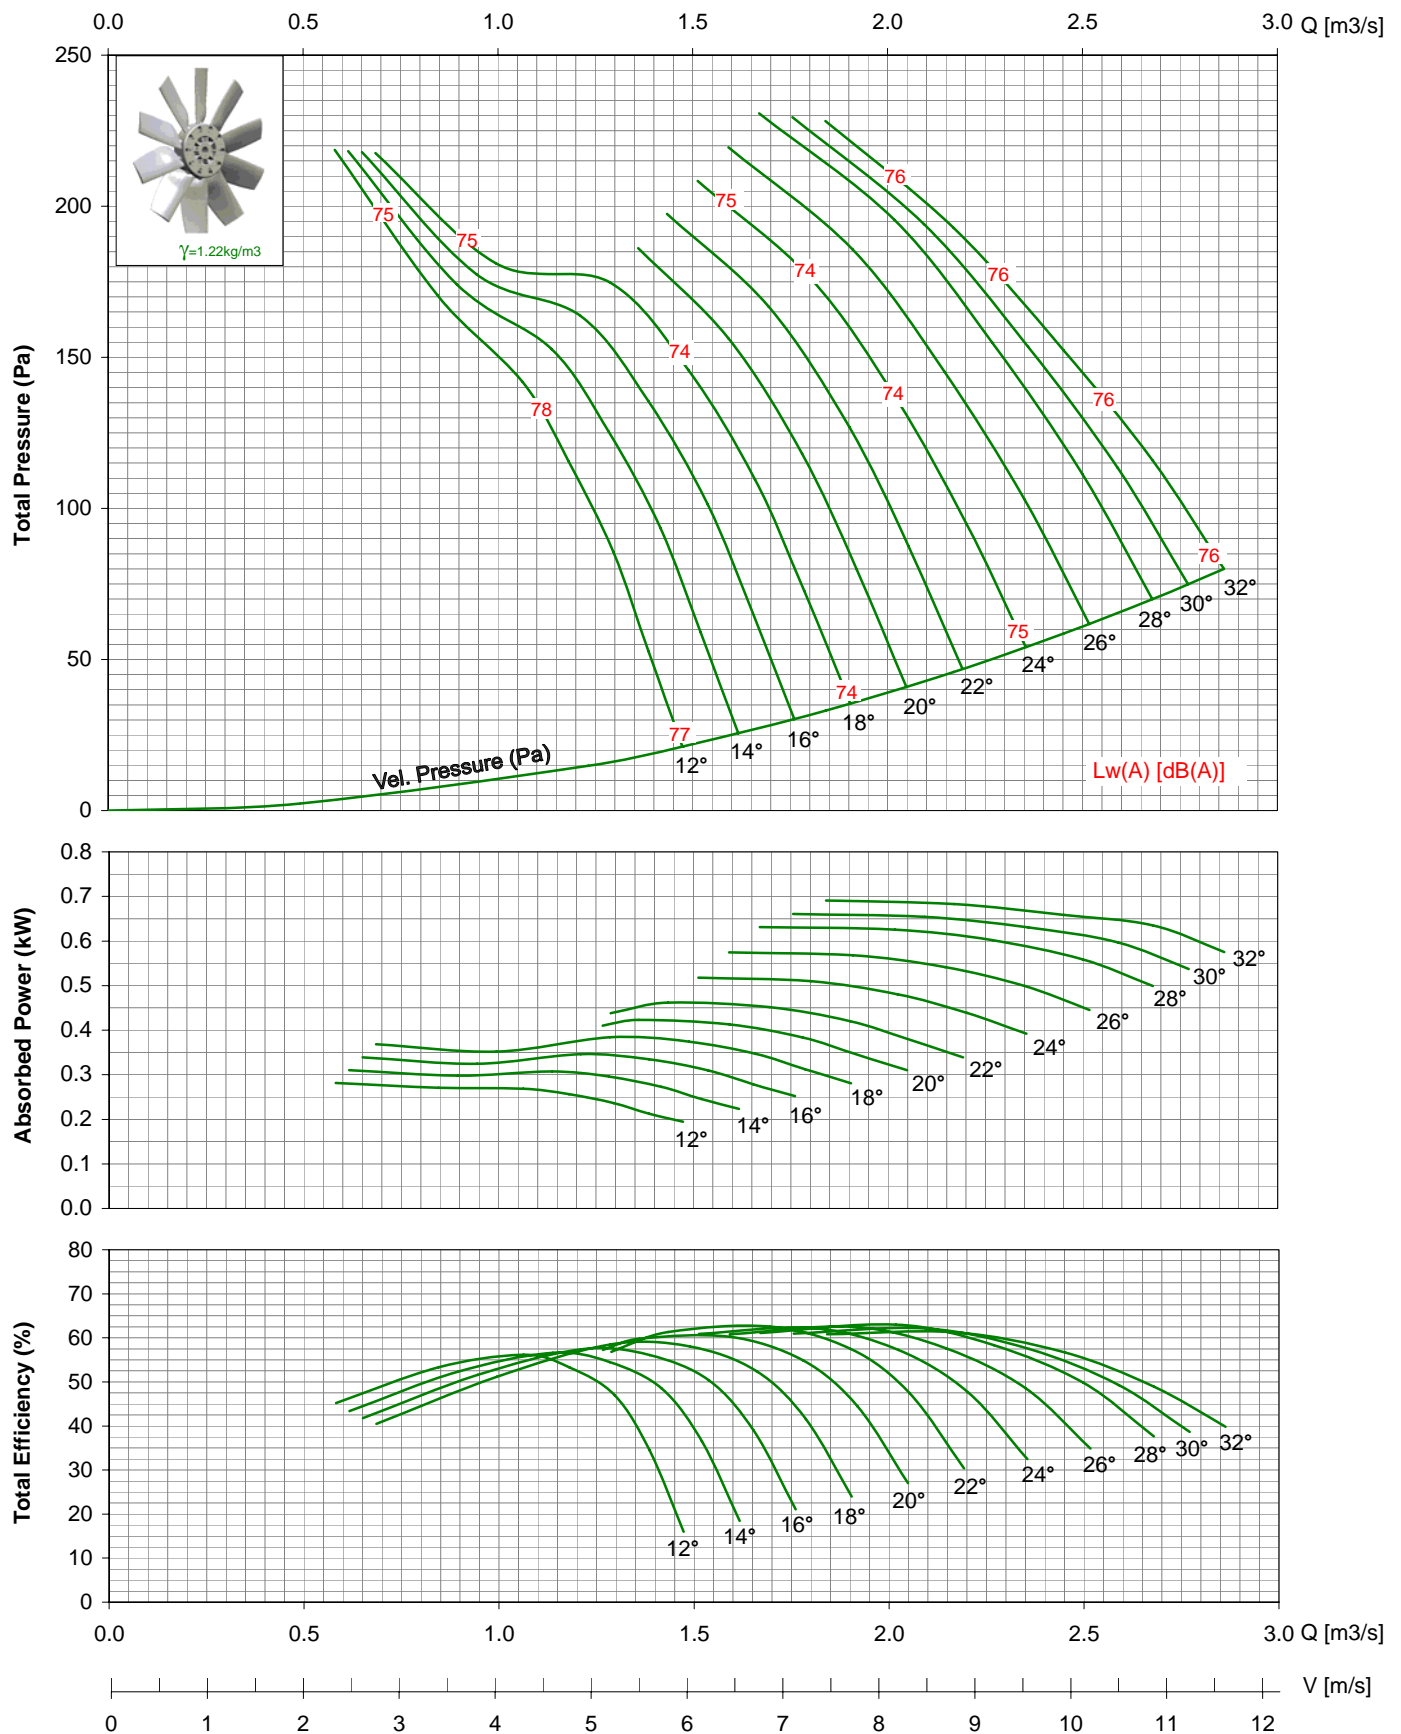 0.0 0.5 1.0 1.5 2.0 2.5 3.0 Q [m3/s]
250
200
150
100
50
0
Total Pressure (Pa)
γ=1.22kg/m3
75
75
78
77
74
74
75
74
74
75
76
76
76
76
Vel. Pressure (Pa)
12° 14° 16° 18° 20° 22° 24° 26° 28° 30° 32°
Lw(A) [dB(A)]
0.8
0.7
0.6
0.5
0.4
0.3
0.2
0.1
0.0
Absorbed Power (kW)
12° 14° 16° 18° 20° 22° 24° 26° 28° 30° 32°
80
70
60
50
40
30
20
10
0
Total Efficiency (%)
12° 14° 16° 18° 20° 22° 24° 26° 28° 30° 32°
0.0 0.5 1.0 1.5 2.0 2.5 3.0 Q [m3/s]
V [m/s]
0 1 2 3 4 5 6 7 8 9 10 11 12